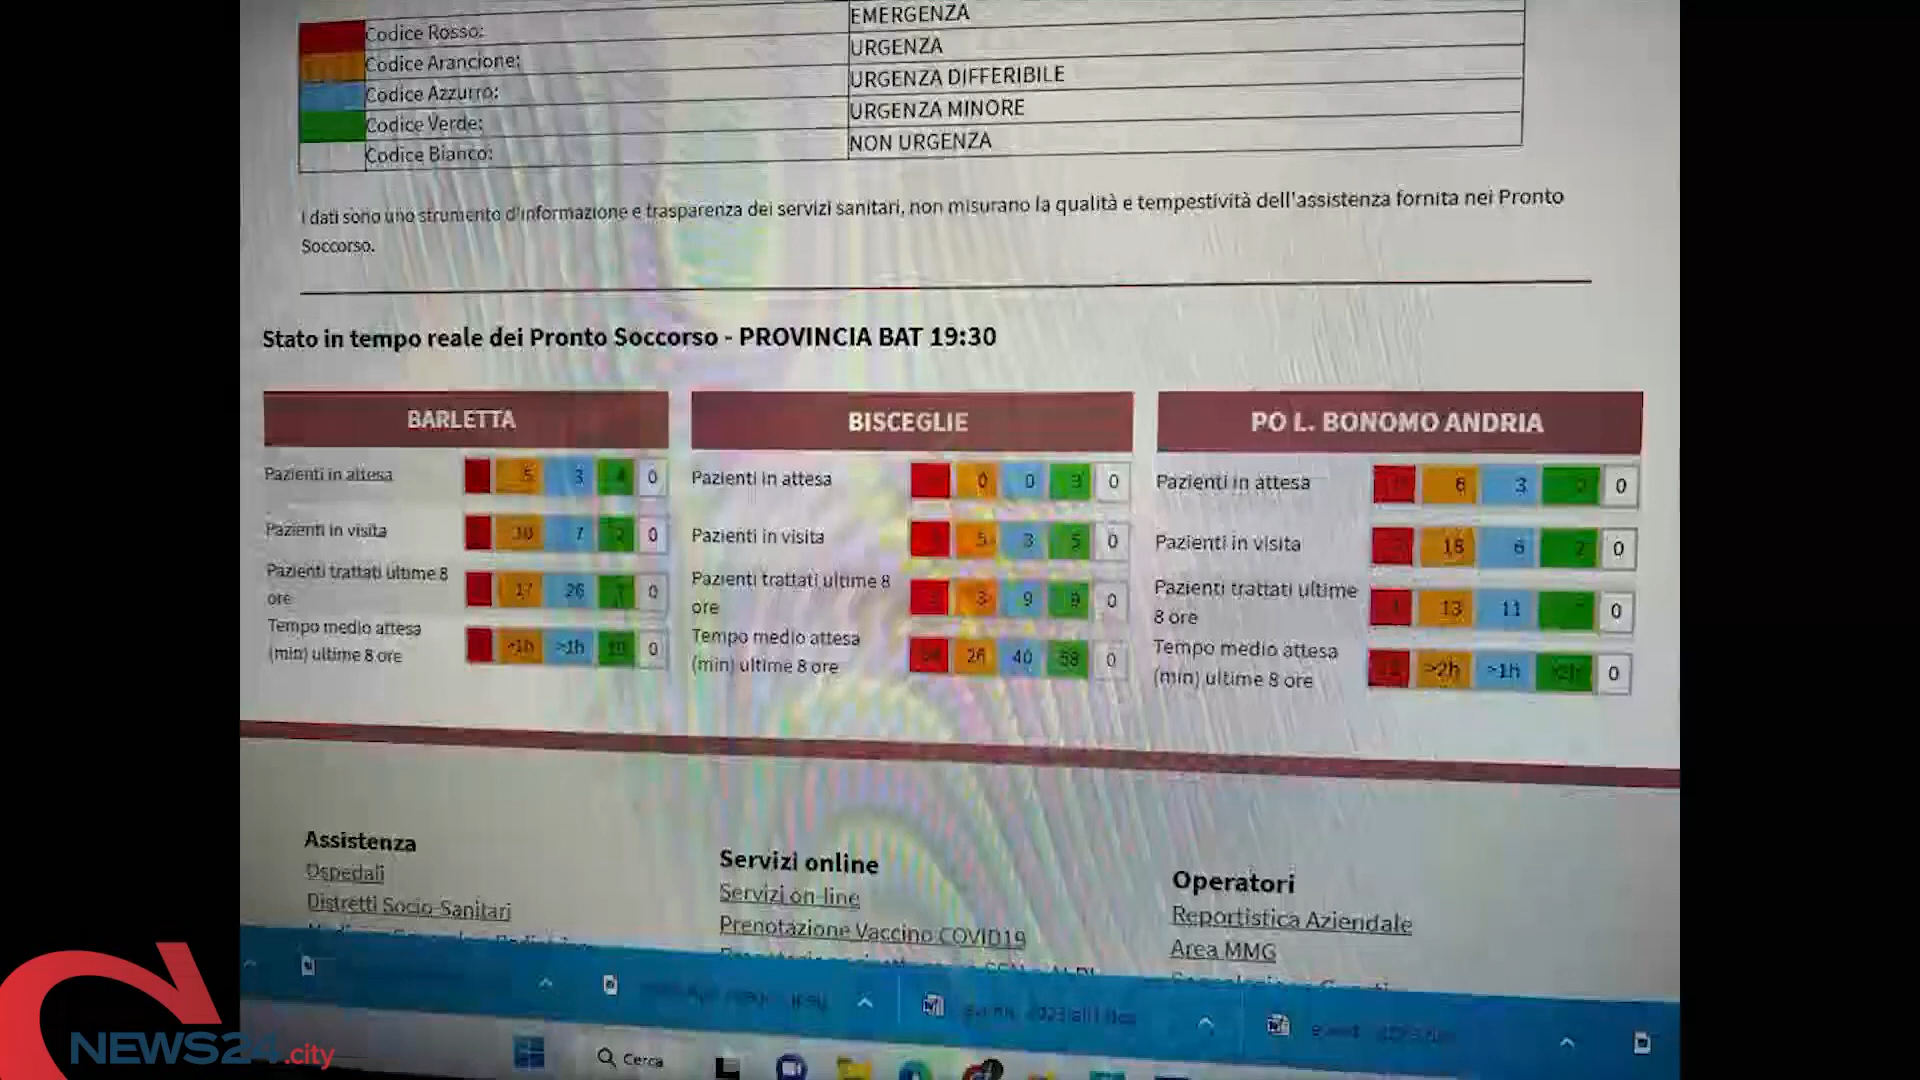 Codice Rosso: EMERGENZA
Codice Arancione: URGENZA
Codice Azzurro: URGENZA DIFFERIBILE
Codice Verde: URGENZA MINORE
Codice Bianco: NON URGENZA
I dati sono uno strumento d'informazione e trasparenza dei servizi sanitari, non misurano la qualità e tempestività dell'assistenza fornita nei Pronto
Soccorso.
Stato in tempo reale dei Pronto Soccorso - PROVINCIA BAT 19:30
BARLETTA
Pazienti in attesa 5 3 4 0
Pazienti in visita 7 0
Pazienti trattati ultime 8
ore 17 26 0
Tempo medio attesa
(min) ultime 8 ore >1h >1h 0
BISCEGLIE
Pazienti in attesa 0 0 3 0
Pazienti in visita 5 3 5 0
Pazienti trattati ultime 8
ore 3 9 9 0
Tempo medio attesa
(min) ultime 8 ore 26 40 58 0
PO L. BONOMO ANDRIA
Pazienti in attesa 6 3 0
Pazienti in visita 6 2 0
Pazienti trattati ultime
8 ore 13 11 0
Tempo medio attesa
(min) ultime 8 ore >2h >1h 0
Assistenza
Ospedali
Distretti Socio-Sanitari
Servizi online
Servizi on-line
Prenotazione Vaccino COVID19
Operatori
Reportistica Aziendale
Area MMG
Cerca
NEWS24.city